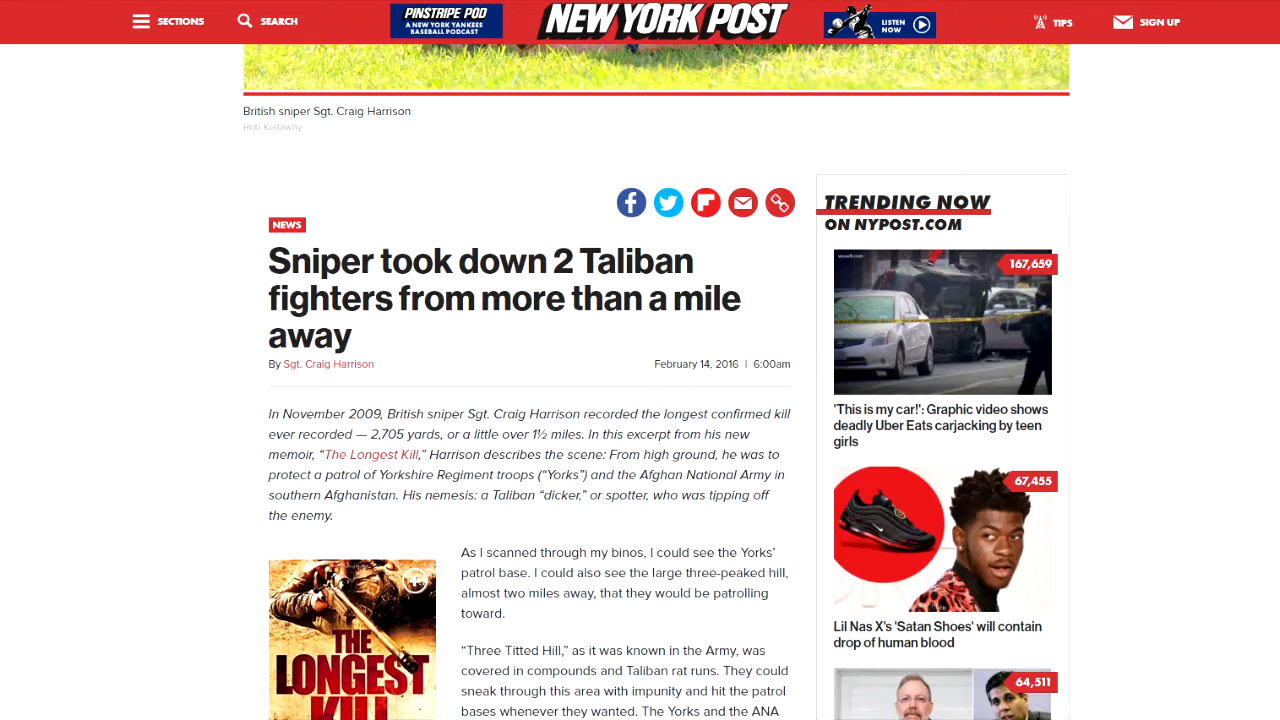 SECTIONS
SEARCH
PINSTRIPE POD
A NEW YORK YANKEES
BASEBALL PODCAST
NEW YORK POST
LISTEN
NOW
TIPS
SIGN UP
British sniper Sgt. Craig Harrison
Rob Kellaway
NEWS
Sniper took down 2 Taliban
fighters from more than a mile
away
By Sgt. Craig Harrison
February 14, 2016 | 6:00am
In November 2009, British sniper Sgt. Craig Harrison recorded the longest confirmed kill
ever recorded — 2,705 yards, or a little over 1½ miles. In this excerpt from his new
memoir, “The Longest Kill,” Harrison describes the scene: From high ground, he was to
protect a patrol of Yorkshire Regiment troops (“Yorks”) and the Afghan National Army in
southern Afghanistan. His nemesis: a Taliban “dicker,” or spotter, who was tipping off
the enemy.
THE
LONGEST
KILL
As I scanned through my binos, I could see the Yorks’
patrol base. I could also see the large three-peaked hill,
almost two miles away, that they would be patrolling
toward.
“Three Titted Hill,” as it was known in the Army, was
covered in compounds and Taliban rat runs. They could
sneak through this area with impunity and hit the patrol
bases whenever they wanted. The Yorks and the ANA
TRENDING NOW
ON NYPOST.COM
167,659
'This is my car!': Graphic video shows
deadly Uber Eats carjacking by teen
girls
67,455
Lil Nas X's 'Satan Shoes' will contain
drop of human blood
64,511